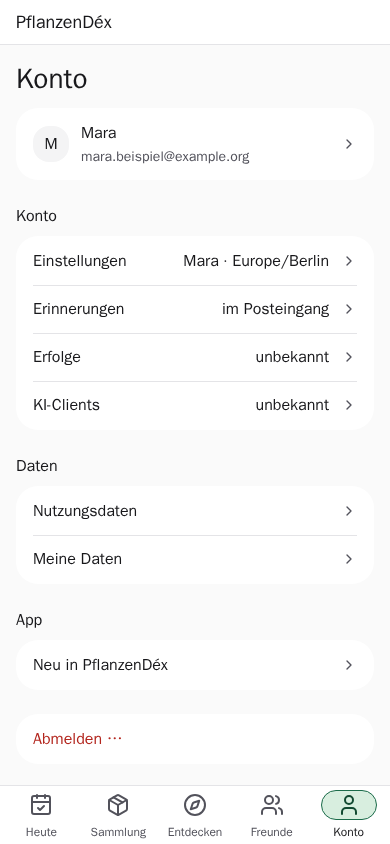 PflanzenDéx
Konto
M
Mara
mara.beispiel@example.org
Konto
Einstellungen Mara · Europe/Berlin
Erinnerungen im Posteingang
Erfolge unbekannt
KI-Clients unbekannt
Daten
Nutzungsdaten
Meine Daten
App
Neu in PflanzenDéx
Abmelden ···
Heute Sammlung Entdecken Freunde Konto